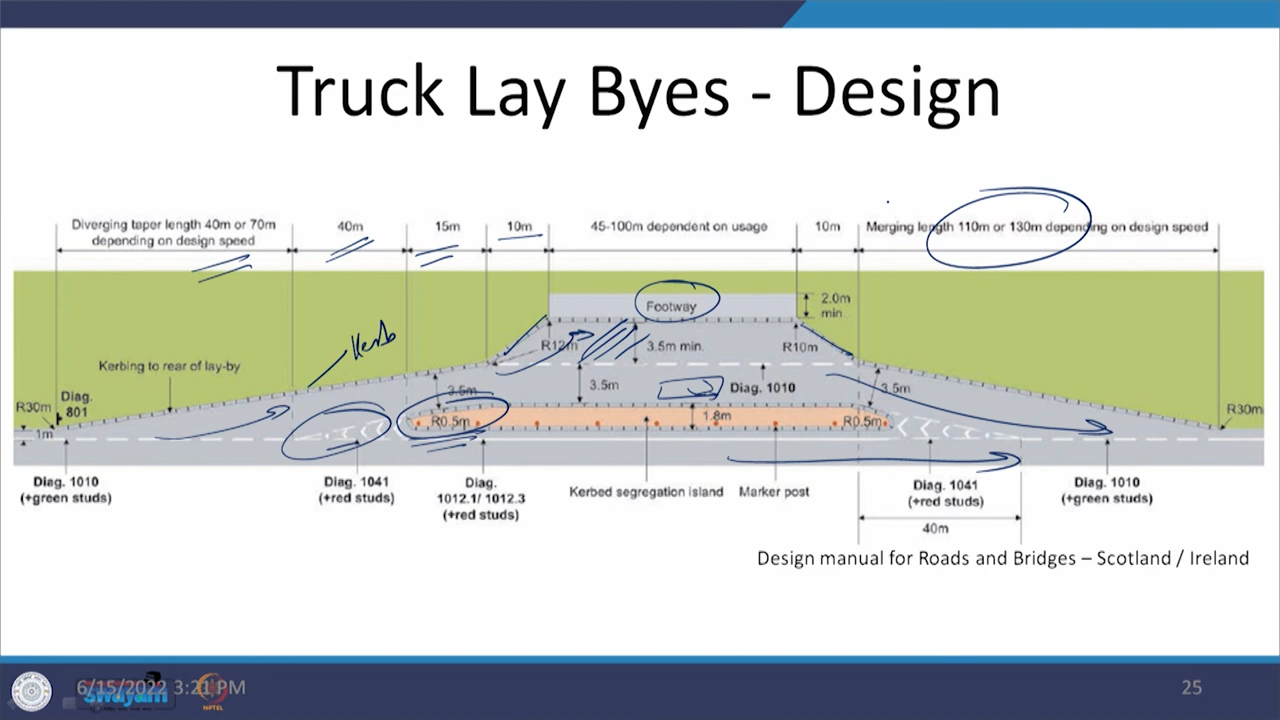 Truck Lay Byes - Design
Diverging taper length 40m or 70m
depending on design speed
40m
15m
10m
45-100m dependent on usage
10m
Merging length 110m or 130m depending on design speed
Footway
2.0m
min.
Kerb
R12m
3.5m min.
R10m
Kerbing to rear of lay-by
3.5m
3.5m
Diag. 1010
3.5m
R30m
Diag.
801
1m
R0.5m
1.8m
R0.5m
R30m
Diag. 1010
(+green studs)
Diag. 1041
(+red studs)
Diag.
1012.1/ 1012.3
(+red studs)
Kerbed segregation island
Marker post
Diag. 1041
(+red studs)
Diag. 1010
(+green studs)
40m
Design manual for Roads and Bridges – Scotland / Ireland
6/15/2022 3:21 PM
swayam
NPTEL
25